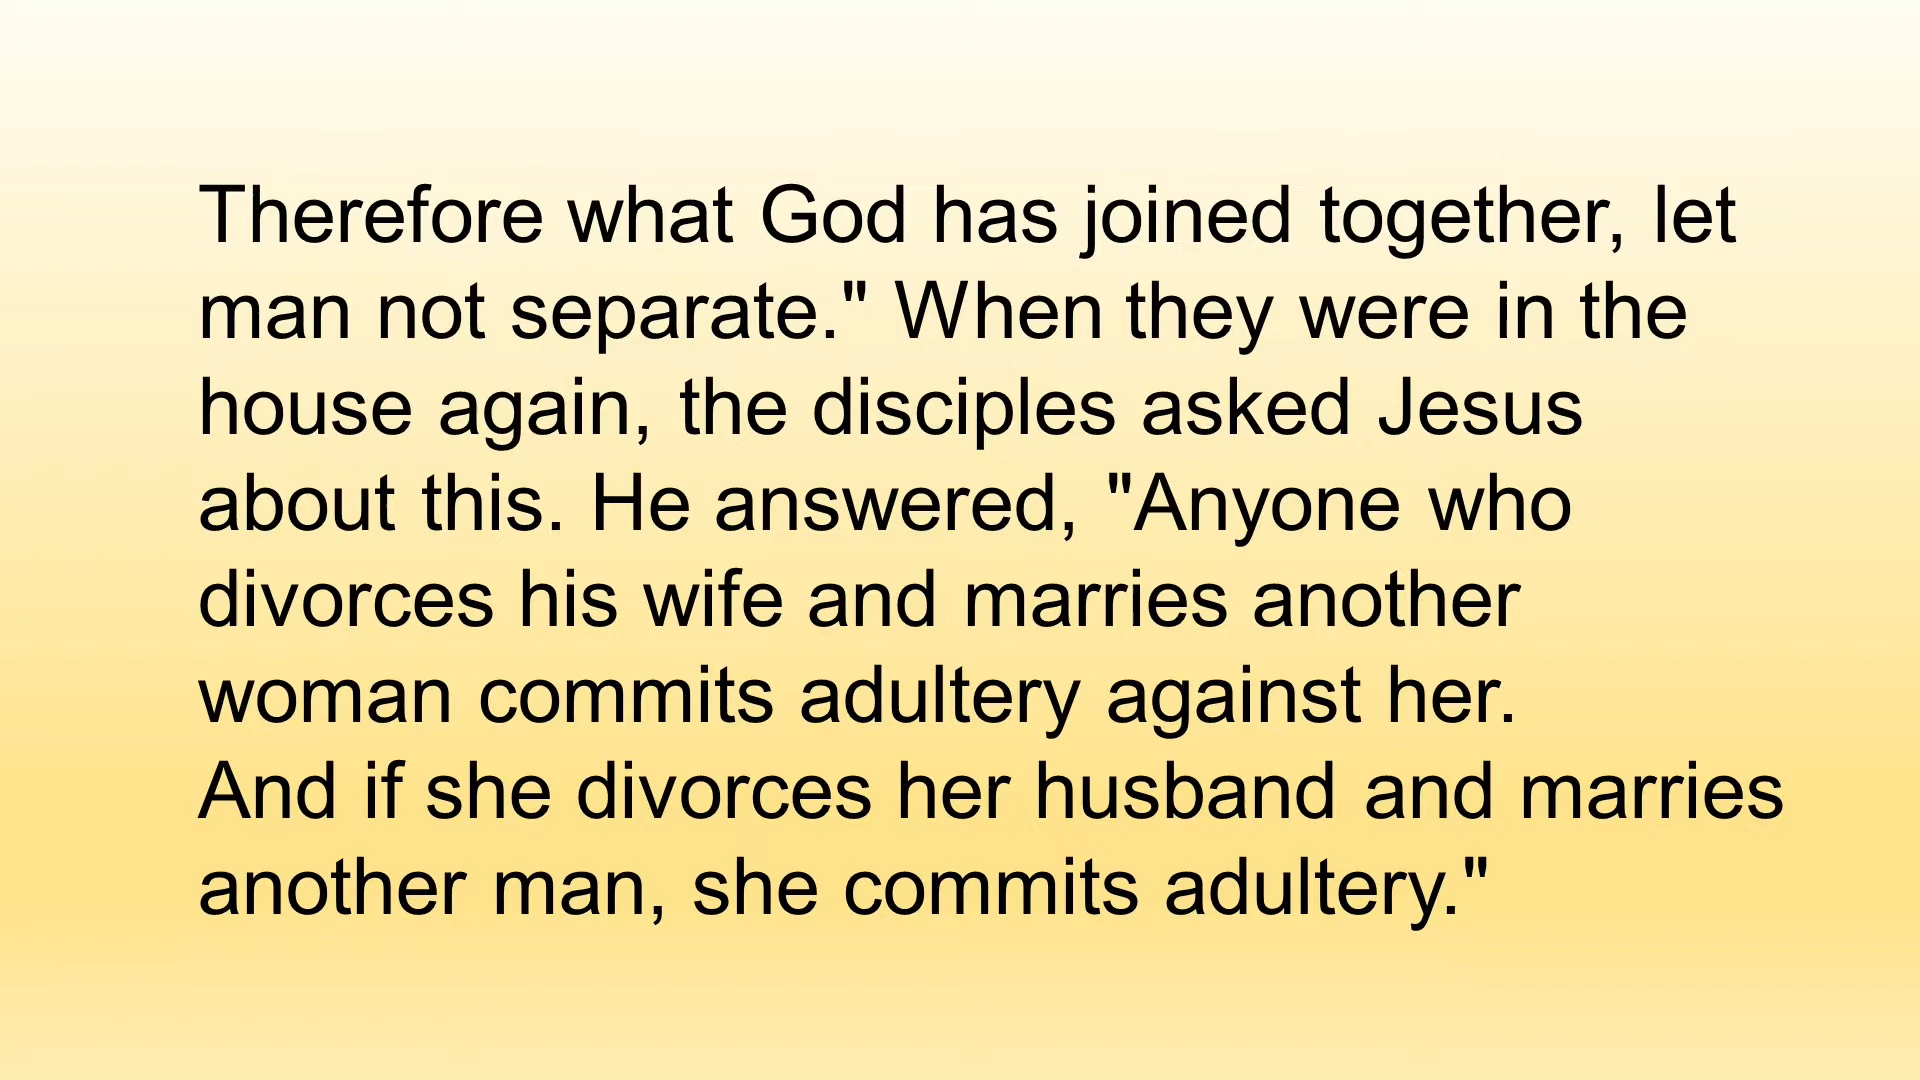 Therefore what God has joined together, let
man not separate." When they were in the
house again, the disciples asked Jesus
about this. He answered, "Anyone who
divorces his wife and marries another
woman commits adultery against her.
And if she divorces her husband and marries
another man, she commits adultery."